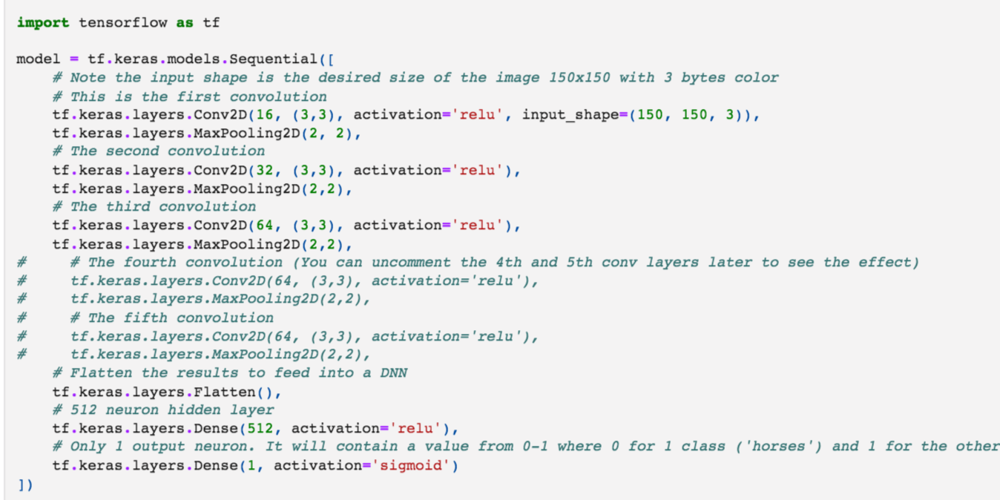 import tensorflow as tf
model = tf.keras.models.Sequential([
    # Note the input shape is the desired size of the image 150x150 with 3 bytes color
    # This is the first convolution
    tf.keras.layers.Conv2D(16, (3,3), activation='relu', input_shape=(150, 150, 3)),
    tf.keras.layers.MaxPooling2D(2, 2),
    # The second convolution
    tf.keras.layers.Conv2D(32, (3,3), activation='relu'),
    tf.keras.layers.MaxPooling2D(2,2),
    # The third convolution
    tf.keras.layers.Conv2D(64, (3,3), activation='relu'),
    tf.keras.layers.MaxPooling2D(2,2),
#     # The fourth convolution (You can uncomment the 4th and 5th conv layers later to see the effect)
#     tf.keras.layers.Conv2D(64, (3,3), activation='relu'),
#     tf.keras.layers.MaxPooling2D(2,2),
#     # The fifth convolution
#     tf.keras.layers.Conv2D(64, (3,3), activation='relu'),
#     tf.keras.layers.MaxPooling2D(2,2),
    # Flatten the results to feed into a DNN
    tf.keras.layers.Flatten(),
    # 512 neuron hidden layer
    tf.keras.layers.Dense(512, activation='relu'),
    # Only 1 output neuron. It will contain a value from 0-1 where 0 for 1 class ('horses') and 1 for the other
    tf.keras.layers.Dense(1, activation='sigmoid')
])